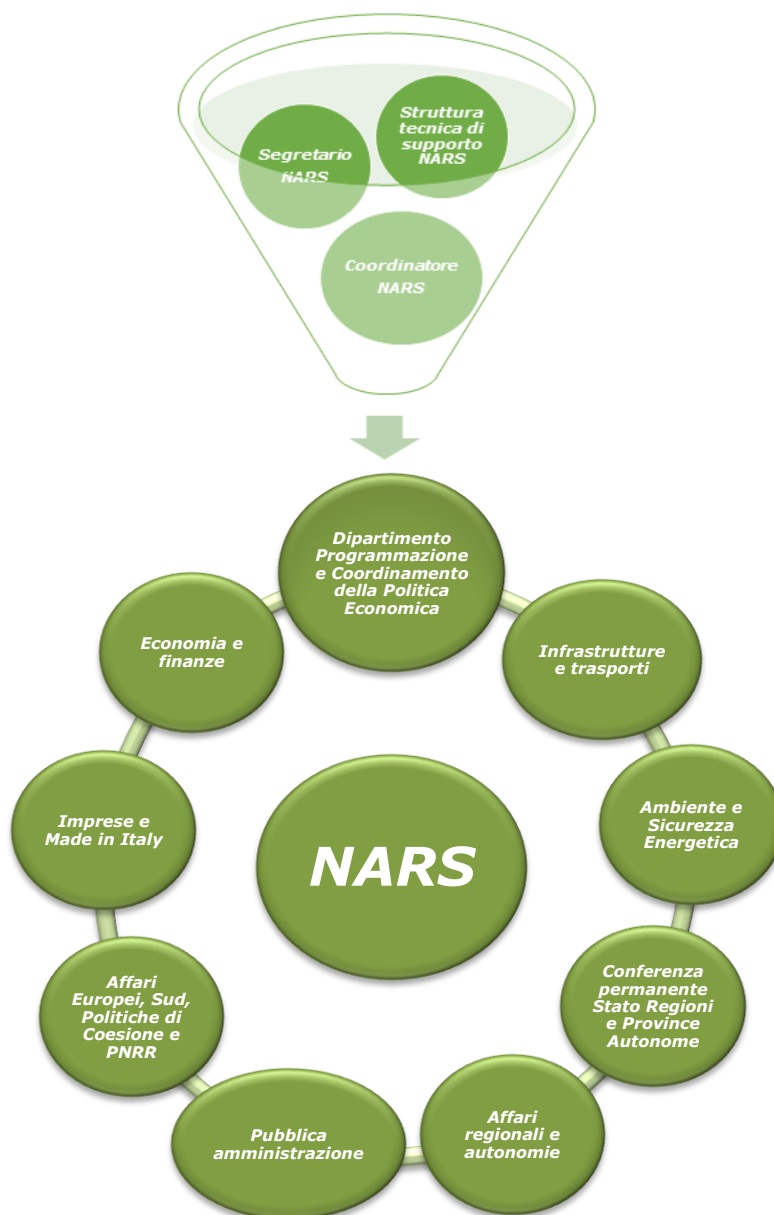 Struttura
tecnica di
supporto
NARS
Segretario
NARS
Coordinatore
NARS
Dipartimento
Programmazione
e Coordinamento
della Politica
Economica
Economia e
finanze
Infrastrutture
e trasporti
Imprese e
Made in Italy
NARS
Ambiente e
Sicurezza
Energetica
Affari
Europei, Sud,
Politiche di
Coesione e
PNRR
Conferenza
permanente
Stato Regioni
e Province
Autonome
Pubblica
amministrazione
Affari
regionali e
autonomie